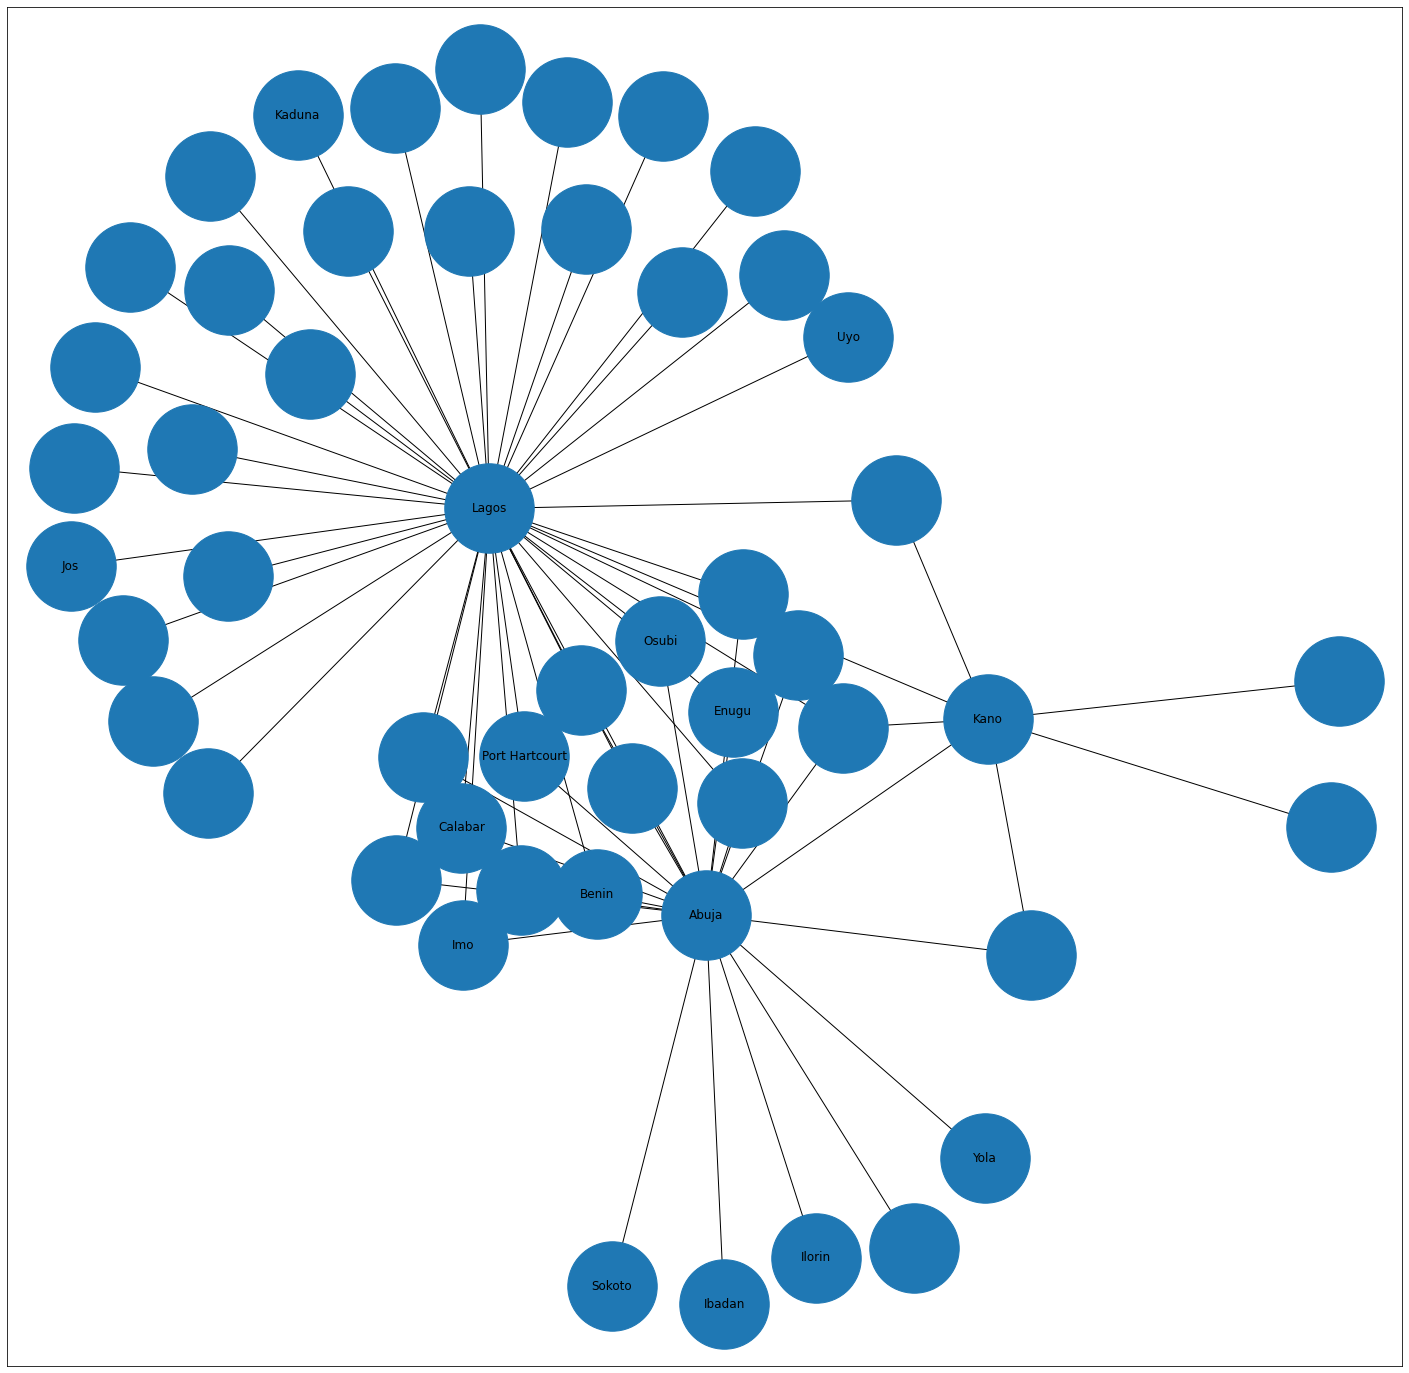 Kaduna
Uyo
Lagos
Jos
Osubi
Enugu
Kano
Port Hartcourt
Calabar
Benin
Abuja
Imo
Yola
Ilorin
Sokoto
Ibadan